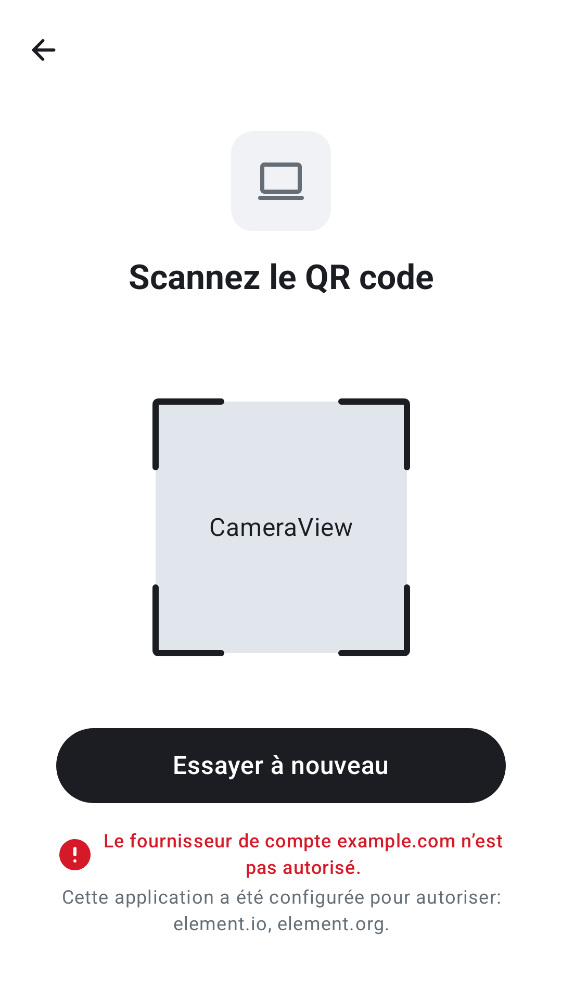 Scannez le QR code
CameraView
Essayer à nouveau
Le fournisseur de compte example.com n’est
pas autorisé.
Cette application a été configurée pour autoriser:
element.io, element.org.